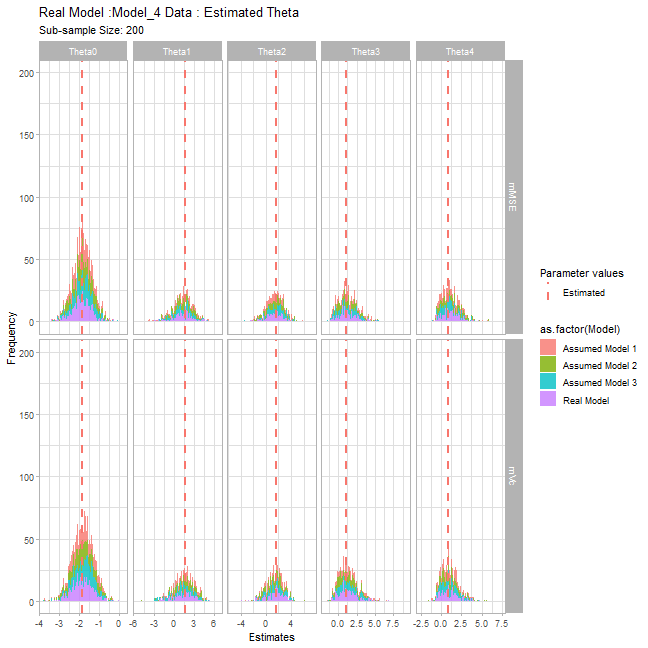 Real Model :Model_4 Data : Estimated Theta
Sub-sample Size: 200
Theta0 Theta1 Theta2 Theta3 Theta4
200
150
100
50
0
mMSE
200
150
100
50
0
mVc
Frequency
-4 -3 -2 -1 0 -6 -3 0 3 6 -4 0 4 0.0 2.5 5.0 7.5 -2.5 0.0 2.5 5.0 7.5
Estimates
Parameter values
Estimated
as.factor(Model)
Assumed Model 1
Assumed Model 2
Assumed Model 3
Real Model